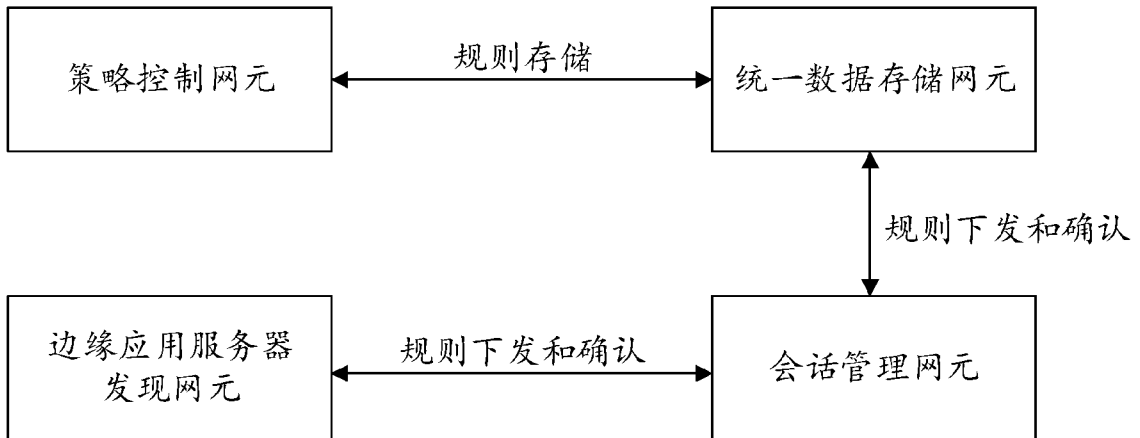 策略控制网元
规则存储
统一数据存储网元
规则下发和确认
边缘应用服务器
发现网元
规则下发和确认
会话管理网元